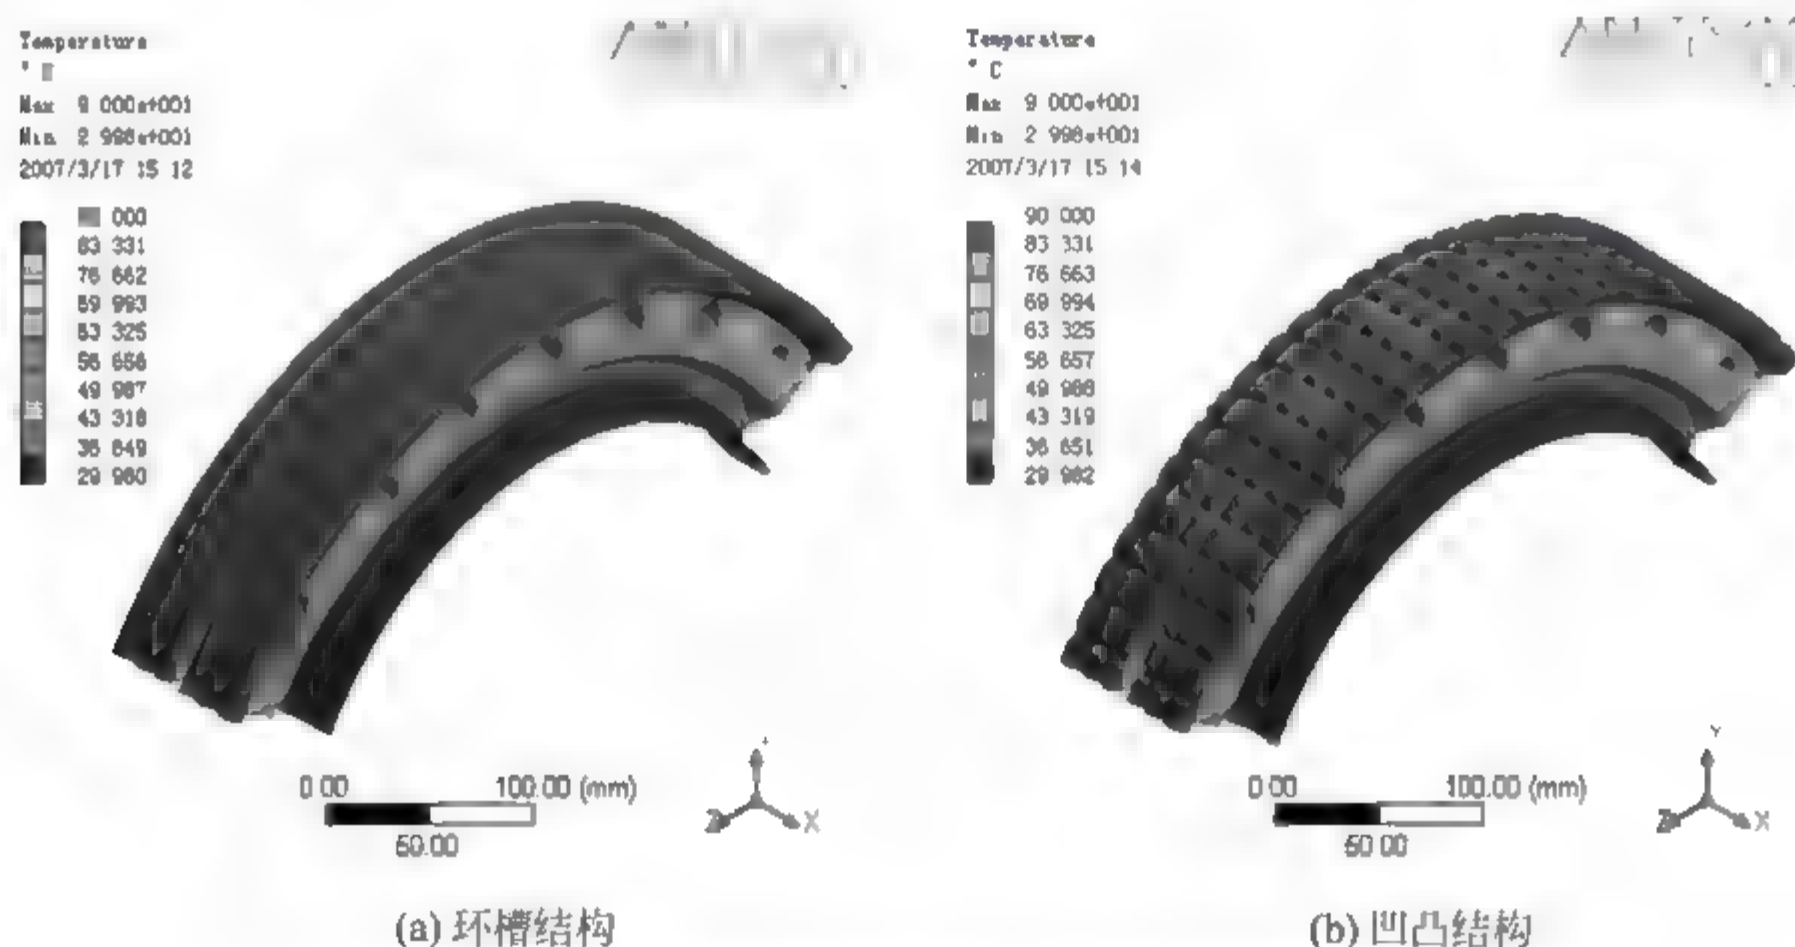 Temperature
Max 9 000e+001
Min 2 998e+001
2007/3/17 15 12
000
83 331
76 662
69 993
63 325
56 656
49 987
43 318
36 649
29 980
0 00
100.00 (mm)
50.00
Z
X
(a) 环槽结构
Temperature
° C
Max 9 000e+001
Min 2 998e+001
2007/3/17 15 14
90 000
83 331
76 663
69 994
63 325
56 657
49 988
43 319
36 651
29 982
0 00
100.00 (mm)
50 00
Y
Z
X
(b) 凹凸结构